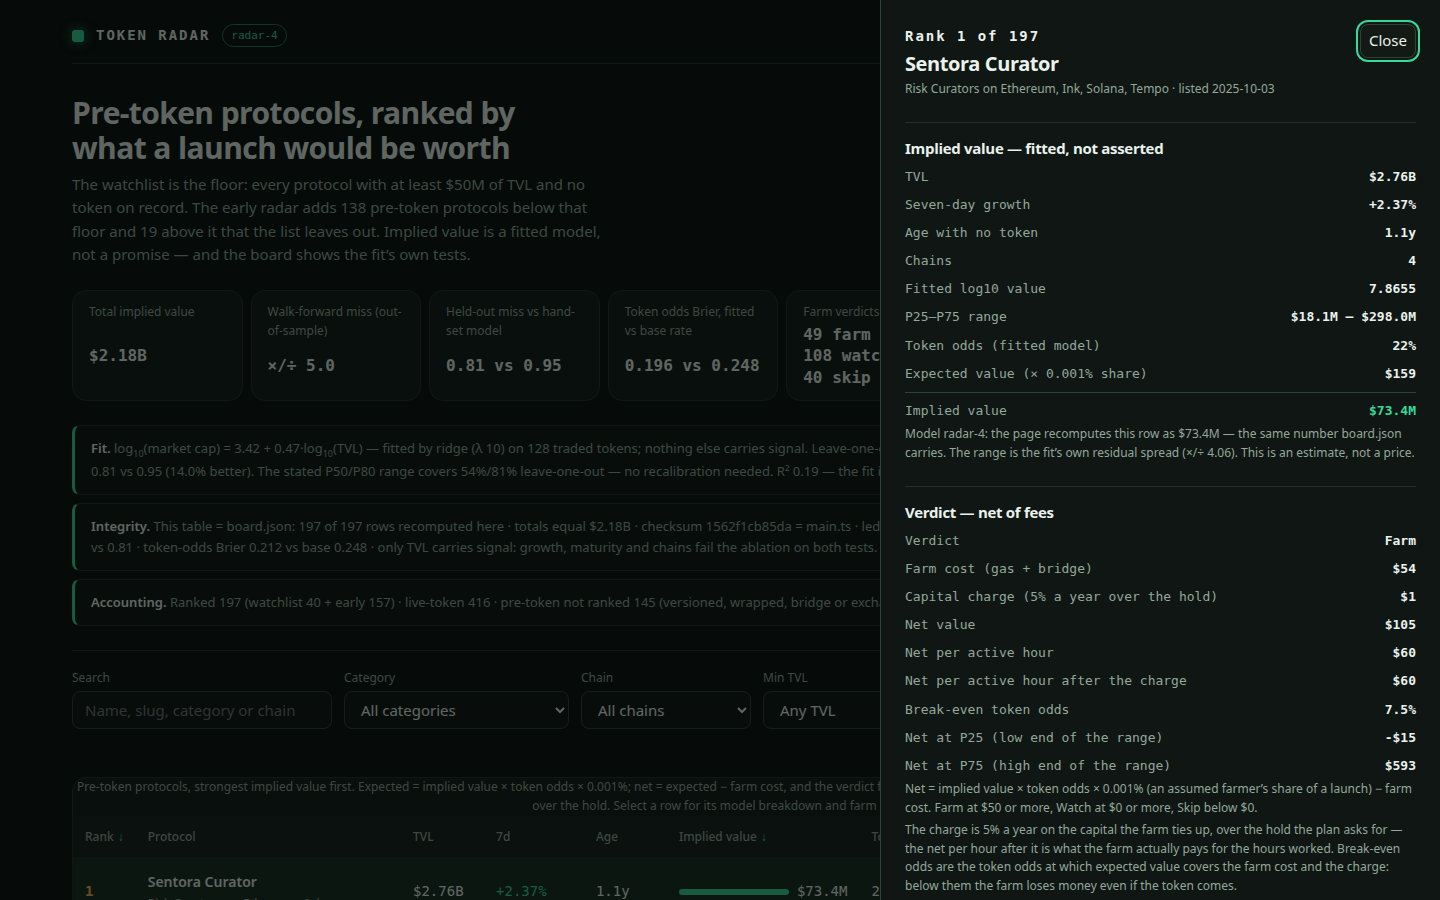 TOKEN RADAR radar-4
Pre-token protocols, ranked by
what a launch would be worth
The watchlist is the floor: every protocol with at least $50M of TVL and no
token on record. The early radar adds 138 pre-token protocols below that
floor and 19 above it that the list leaves out. Implied value is a fitted model,
not a promise — and the board shows the fit's own tests.
Total implied value
$2.18B
Walk-forward miss (out-
of-sample)
×/÷ 5.0
Held-out miss vs hand-
set model
0.81 vs 0.95
Token odds Brier, fitted
vs base rate
0.196 vs 0.248
Farm verdicts
49 farm
108 watc
40 skip
Fit. log10(market cap) = 3.42 + 0.47·log10(TVL) — fitted by ridge (λ 10) on 128 traded tokens; nothing else carries signal. Leave-one-
0.81 vs 0.95 (14.0% better). The stated P50/P80 range covers 54%/81% leave-one-out — no recalibration needed. R² 0.19 — the fit i
Integrity. This table = board.json: 197 of 197 rows recomputed here · totals equal $2.18B · checksum 1562f1cb85da = main.ts · led
vs 0.81 · token-odds Brier 0.212 vs base 0.248 · only TVL carries signal: growth, maturity and chains fail the ablation on both tests.
Accounting. Ranked 197 (watchlist 40 + early 157) · live-token 416 · pre-token not ranked 145 (versioned, wrapped, bridge or exch
Search Category Chain Min TVL
Name, slug, category or chain All categories All chains Any TVL
Pre-token protocols, strongest implied value first. Expected = implied value × token odds × 0.001%; net = expected − farm cost, and the verdict f
over the hold. Select a row for its model breakdown and farm
Rank ↓ Protocol TVL 7d Age Implied value ↓ To
1 Sentora Curator $2.76B +2.37% 1.1y $73.4M 2
Rank 1 of 197
Close
Sentora Curator
Risk Curators on Ethereum, Ink, Solana, Tempo · listed 2025-10-03
Implied value — fitted, not asserted
TVL $2.76B
Seven-day growth +2.37%
Age with no token 1.1y
Chains 4
Fitted log10 value 7.8655
P25–P75 range $18.1M – $298.0M
Token odds (fitted model) 22%
Expected value (× 0.001% share) $159
Implied value $73.4M
Model radar-4: the page recomputes this row as $73.4M — the same number board.json
carries. The range is the fit's own residual spread (×/÷ 4.06). This is an estimate, not a price.
Verdict — net of fees
Verdict Farm
Farm cost (gas + bridge) $54
Capital charge (5% a year over the hold) $1
Net value $105
Net per active hour $60
Net per active hour after the charge $60
Break-even token odds 7.5%
Net at P25 (low end of the range) -$15
Net at P75 (high end of the range) $593
Net = implied value × token odds × 0.001% (an assumed farmer's share of a launch) − farm
cost. Farm at $50 or more, Watch at $0 or more, Skip below $0.
The charge is 5% a year on the capital the farm ties up, over the hold the plan asks for —
the net per hour after it is what the farm actually pays for the hours worked. Break-even
odds are the token odds at which expected value covers the farm cost and the charge:
below them the farm loses money even if the token comes.